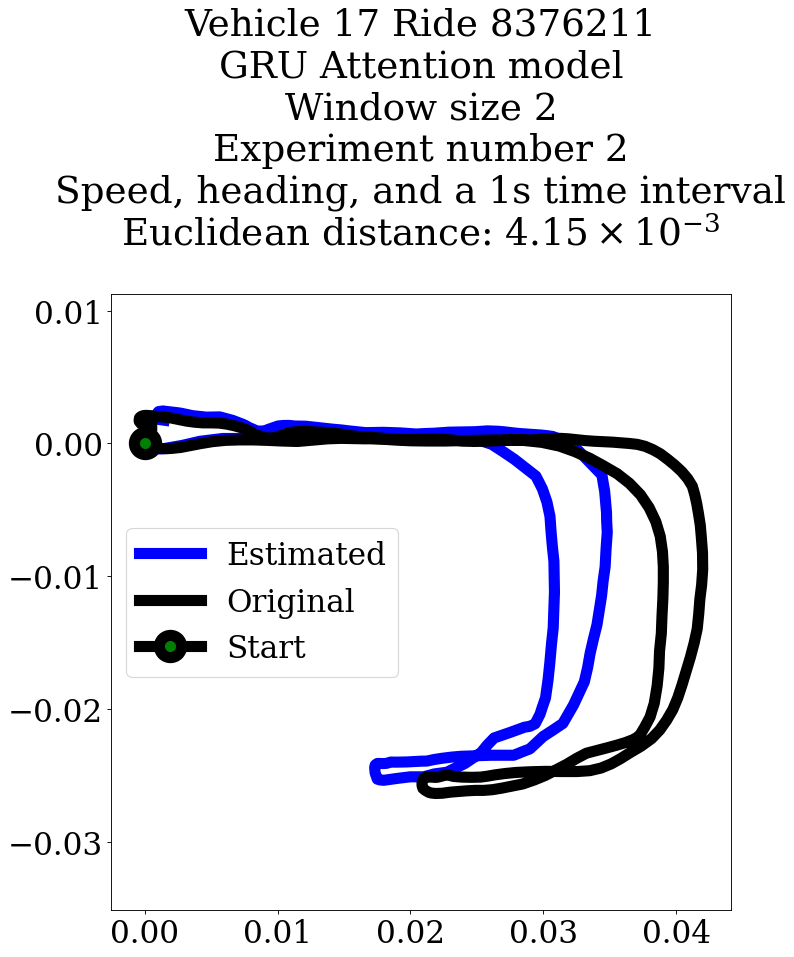 Vehicle 17 Ride 8376211
GRU Attention model
Window size 2
Experiment number 2
Speed, heading, and a 1s time interval
Euclidean distance: 4.15 × 10⁻³
0.01
0.00
−0.01
−0.02
−0.03
Estimated
Original
Start
0.00 0.01 0.02 0.03 0.04